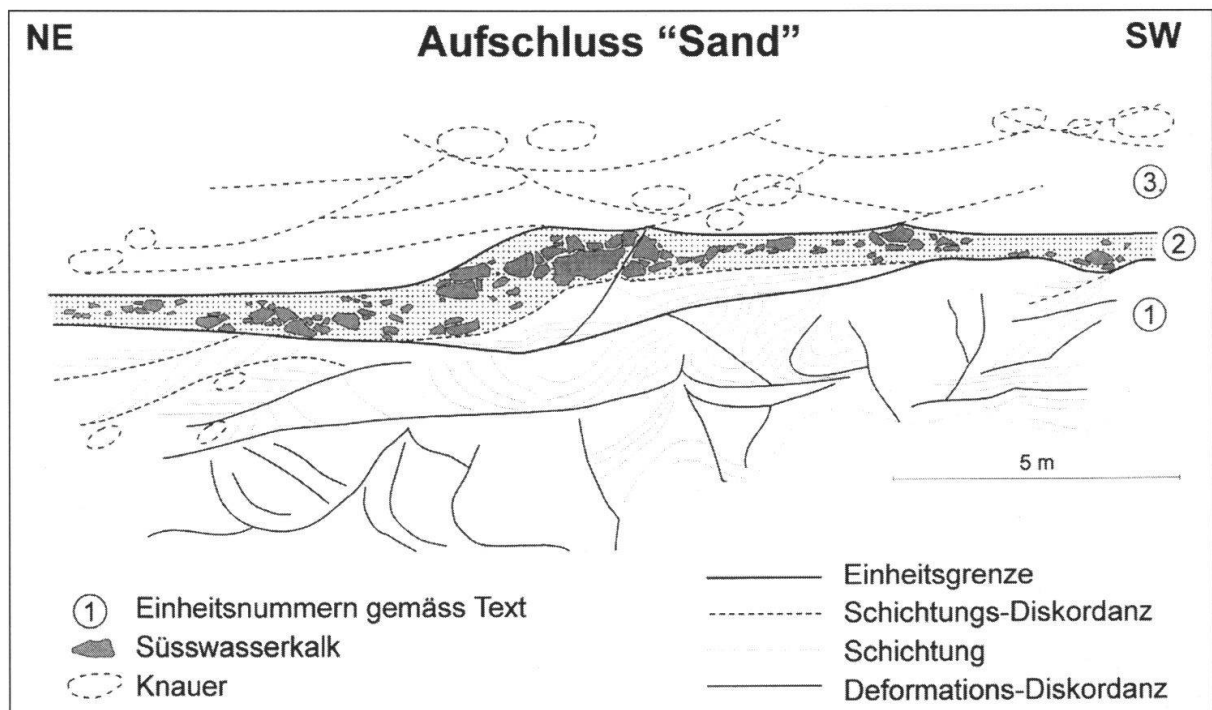 NE Aufschluss “Sand” SW
3
2
1
5 m
1 Einheitsnummern gemäss Text
Süsswasserkalk
Knauer
Einheitsgrenze
Schichtungs-Diskordanz
Schichtung
Deformations-Diskordanz